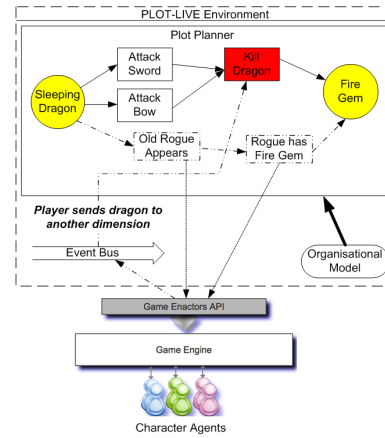 PLOT-LIVE Environment
Plot Planner
Attack
Sword
Kill
Dragon
Sleeping
Dragon
Fire
Gem
Attack
Bow
Old Rogue
Appears
Rogue has
Fire Gem
Player sends dragon to
another dimension
Event Bus
Organisational
Model
Game Enactors API
Game Engine
Character Agents